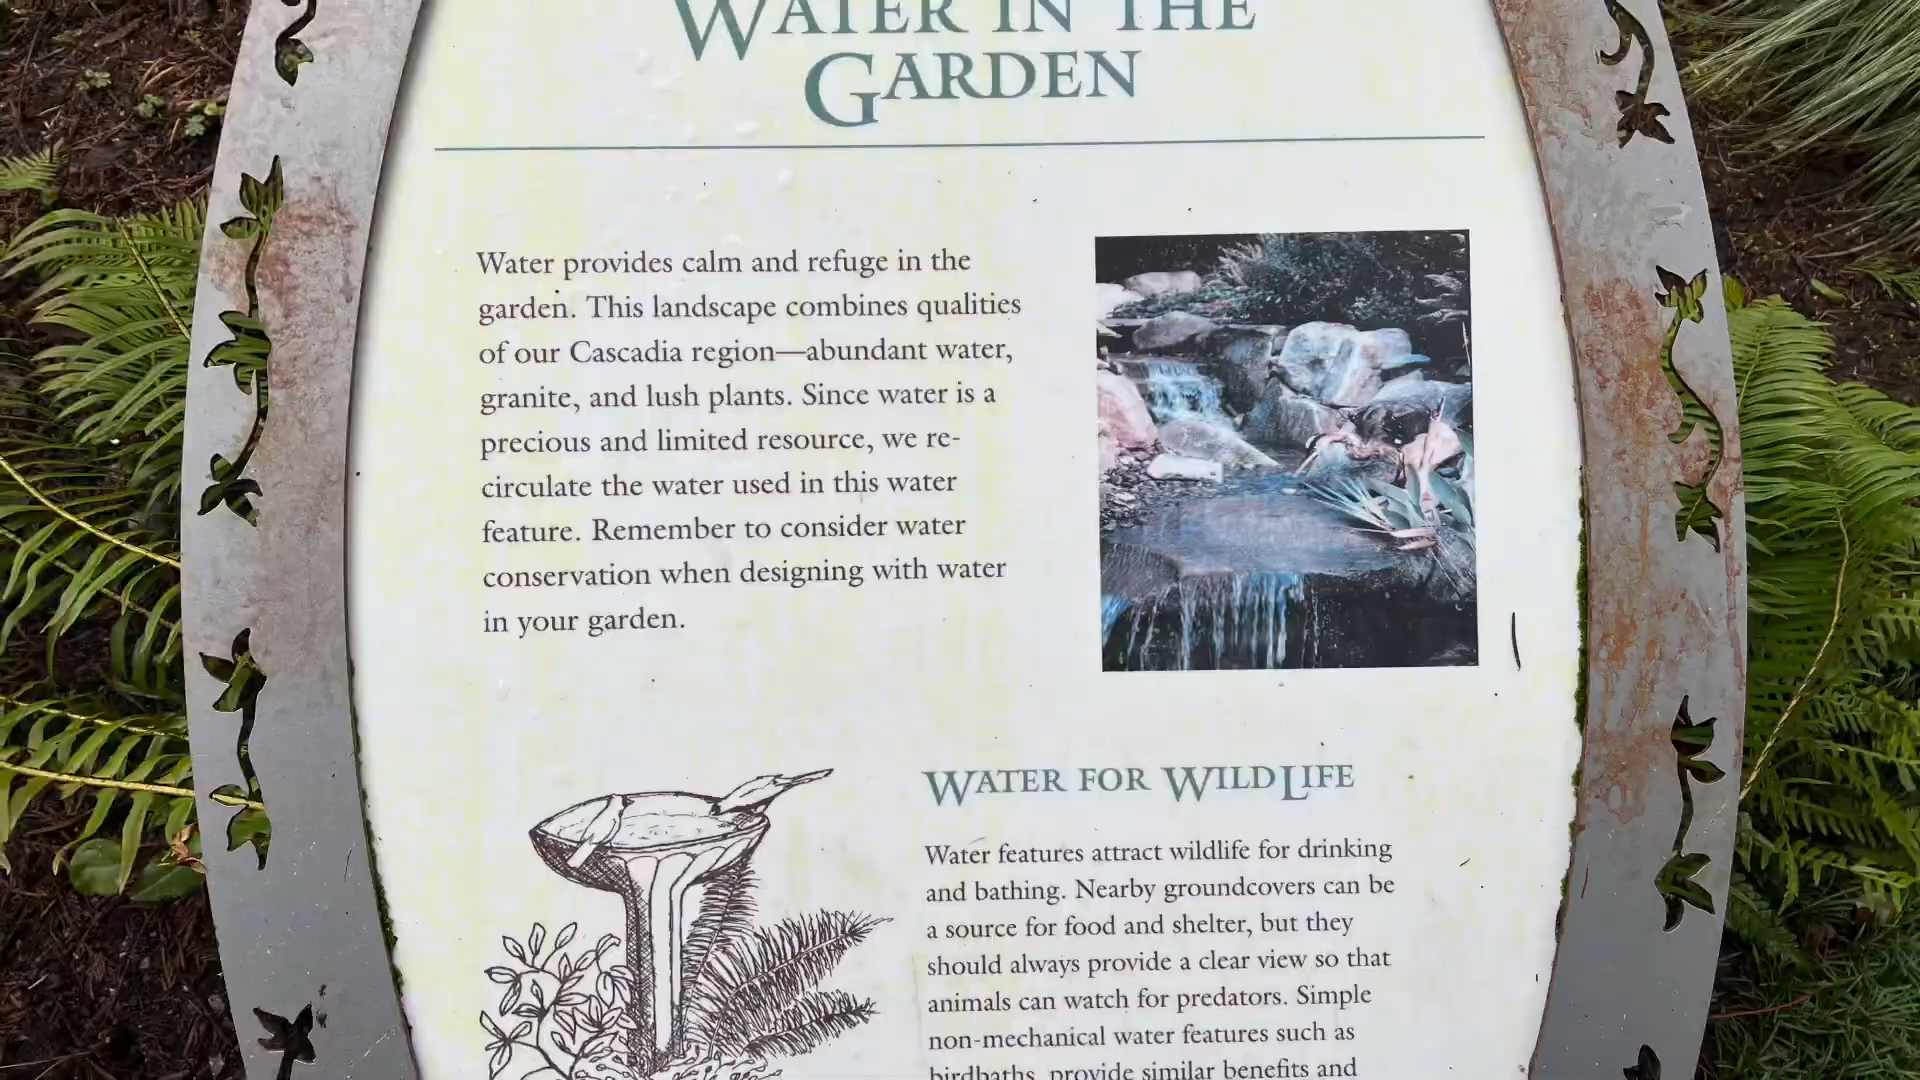 WATER IN THE
GARDEN
Water provides calm and refuge in the
garden. This landscape combines qualities
of our Cascadia region—abundant water,
granite, and lush plants. Since water is a
precious and limited resource, we re-
circulate the water used in this water
feature. Remember to consider water
conservation when designing with water
in your garden.
WATER FOR WILDLIFE
Water features attract wildlife for drinking
and bathing. Nearby groundcovers can be
a source for food and shelter, but they
should always provide a clear view so that
animals can watch for predators. Simple
non-mechanical water features such as
birdbaths, provide similar benefits and